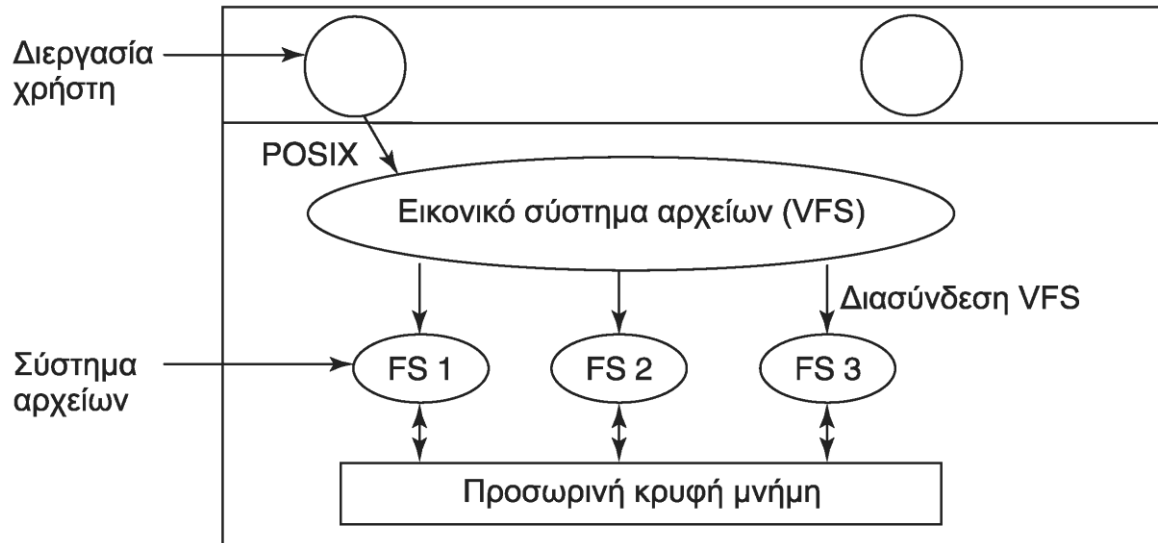 Διεργασία
χρήστη
POSIX
Εικονικό σύστημα αρχείων (VFS)
Διασύνδεση VFS
Σύστημα
αρχείων
FS 1
FS 2
FS 3
Προσωρινή κρυφή μνήμη